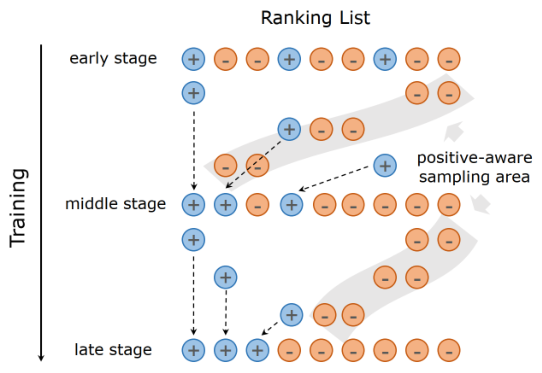 Ranking List
early stage
+ - - + - - + - -
+ - -
+ - -
- - +
positive-aware
sampling area
Training
middle stage
+ + - + - - - - -
+ - -
+ - -
+ - -
late stage
+ + + - - - - - -